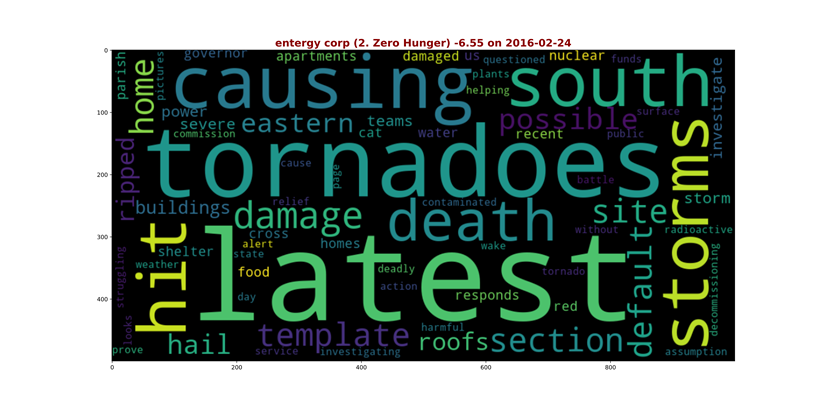 entergy corp (2. Zero Hunger) -6.55 on 2016-02-24
0
100
200
300
400
0 200 400 600 800
parish home pictures governor apartments damaged us questioned nuclear funds
causing south plants helping investigate
power severe commission eastern teams cat water possible recent surface public
ripped tornadoes cause page battle storms
buildings damage relief death contaminated site storm
cross alert homes wake without radioactive
hit shelter weather state food day latest deadly action responds tornado red default decommissioning
struggling looks
prove hail template service investigating harmful roofs section assumption